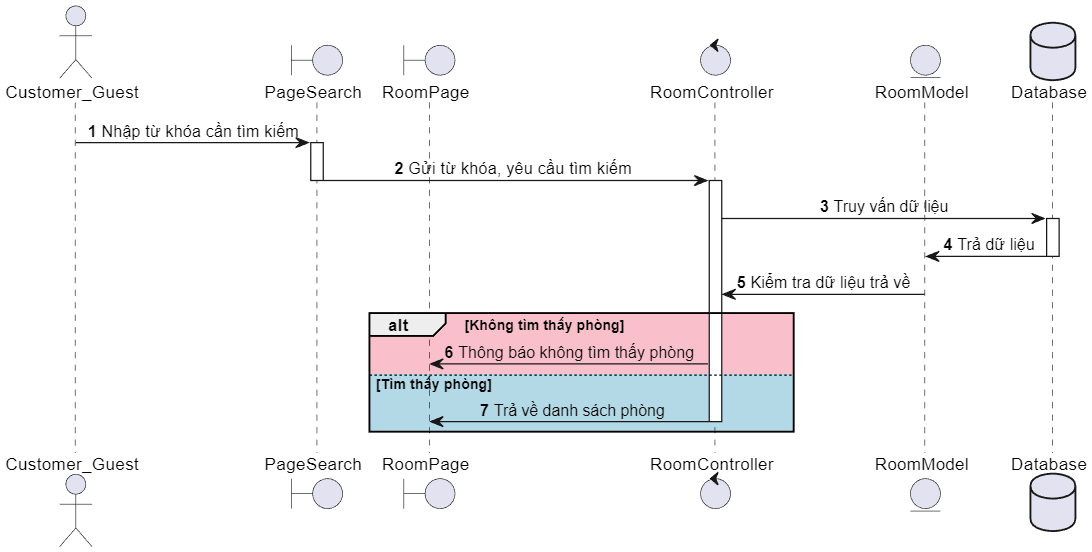 Customer_Guest PageSearch RoomPage RoomController RoomModel Database
1 Nhập từ khóa cần tìm kiếm
2 Gửi từ khóa, yêu cầu tìm kiếm
3 Truy vấn dữ liệu
4 Trả dữ liệu
5 Kiểm tra dữ liệu trả về
alt [Không tìm thấy phòng]
6 Thông báo không tìm thấy phòng
[Tìm thấy phòng]
7 Trả về danh sách phòng
Customer_Guest PageSearch RoomPage RoomController RoomModel Database